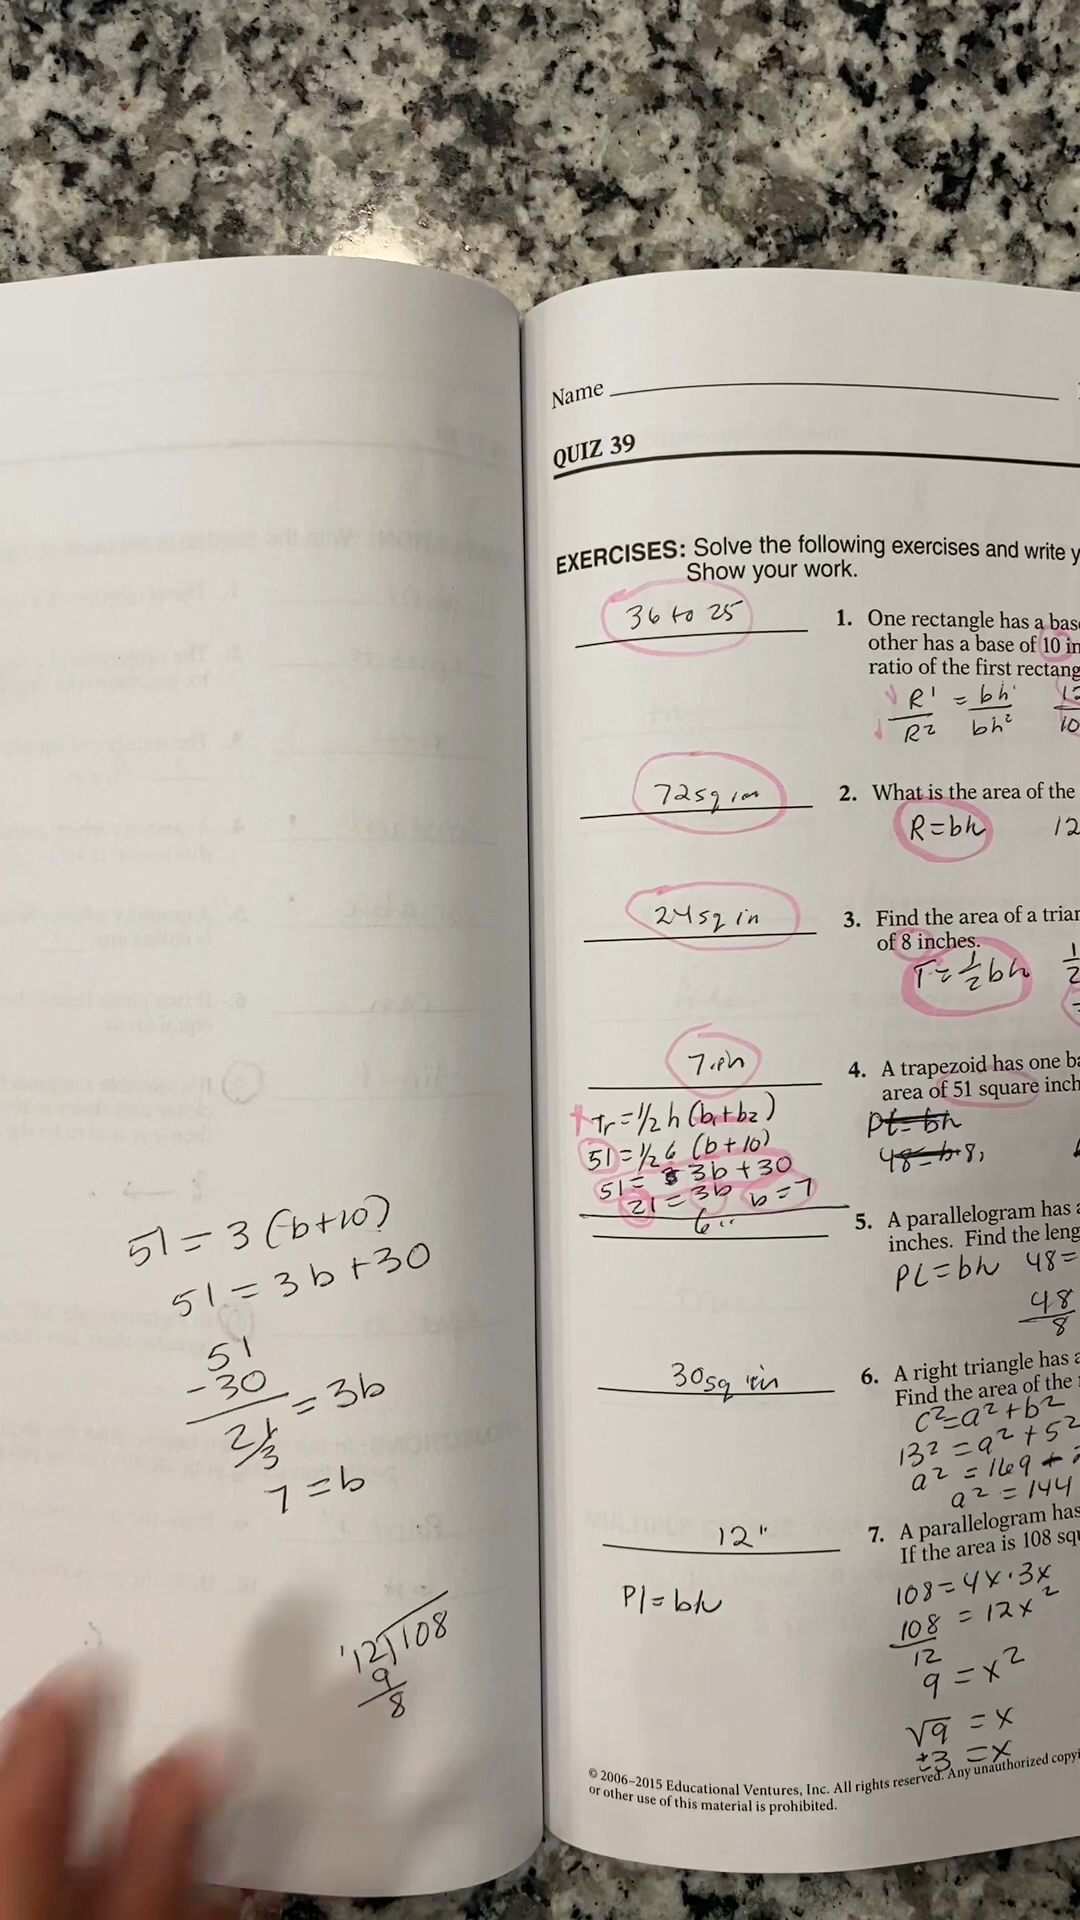 Name
QUIZ 39
EXERCISES: Solve the following exercises and write y
Show your work.
36 to 25
1. One rectangle has a bas
other has a base of 10 in
ratio of the first rectang
R¹/R² = bh¹/bh² 12/10
72 sq in
2. What is the area of the
R=bh 12
24 sq in
3. Find the area of a trian
of 8 inches.
T=½bh ½
7 in
4. A trapezoid has one ba
area of 51 square inch
Pl=bh
48=b·8,
Tr=½h(b₁+b₂)
51=½6(b+10)
51=3b+30
21=3b b=7
6"
5. A parallelogram has a
inches. Find the leng
Pl=bh 48=
48/8
30 sq in
6. A right triangle has a
Find the area of the
c²=a²+b²
13²=a²+5²
a²=169
a²=144
12"
7. A parallelogram has
If the area is 108 squ
Pl=bh
108=4x·3x
108/12=12x²
9=x²
√9=x
±3=x
© 2006–2015 Educational Ventures, Inc. All rights reserved. Any unauthorized copyi
or other use of this material is prohibited.
51=3(b+10)
51=3b+30
51
-30
21/3=3b
7=b
12)108
9
8